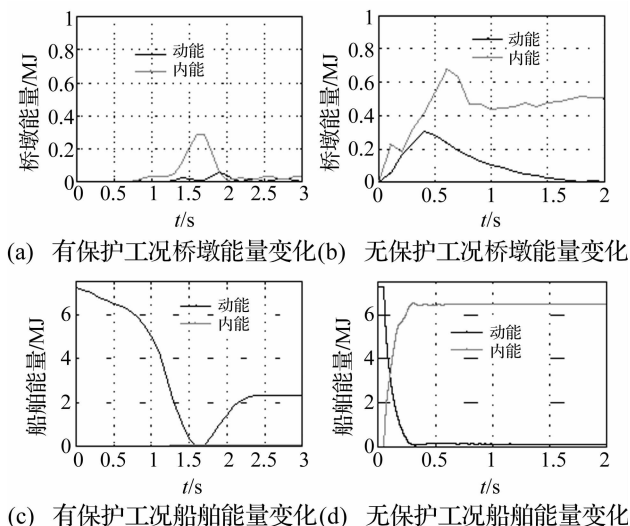 1
0.8
0.6
0.4
0.2
0
桥墩能量/MJ
动能
内能
0 0.5 1 1.5 2 2.5 3
t/s
(a) 有保护工况桥墩能量变化
1
0.8
0.6
0.4
0.2
0
桥墩能量/MJ
动能
内能
0 0.5 1 1.5 2
t/s
(b) 无保护工况桥墩能量变化
6
4
2
0
船舶能量/MJ
动能
内能
0 0.5 1 1.5 2 2.5 3
t/s
(c) 有保护工况船舶能量变化
6
4
2
0
船舶能量/MJ
动能
内能
0 0.5 1 1.5 2
t/s
(d) 无保护工况船舶能量变化